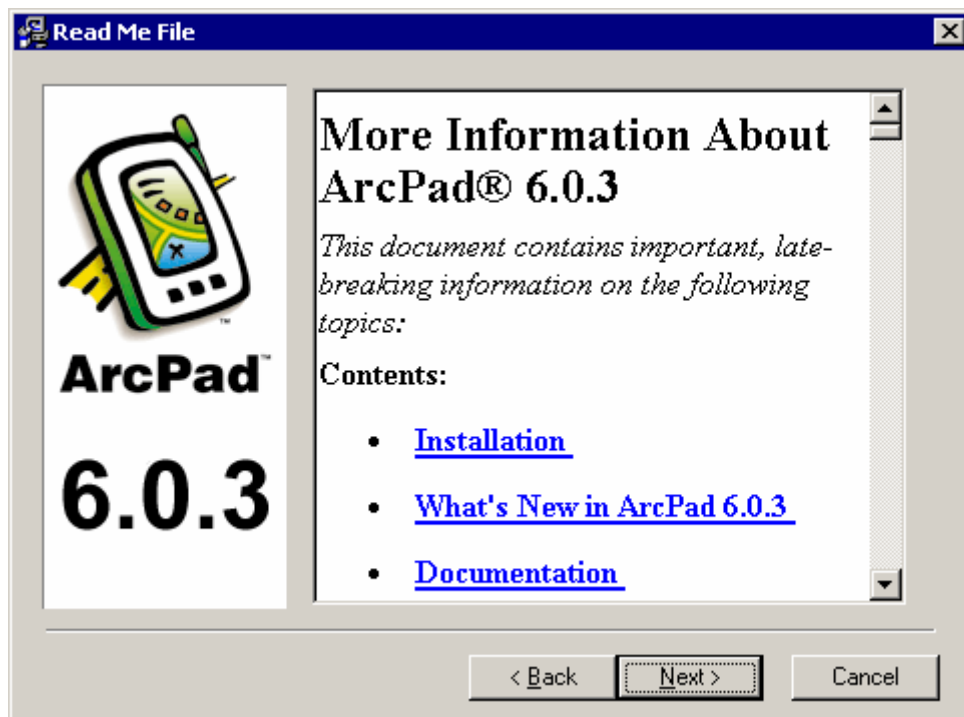 Read Me File
ArcPad™
6.0.3
More Information About
ArcPad® 6.0.3
This document contains important, late-
breaking information on the following
topics:
Contents:
• Installation
• What's New in ArcPad 6.0.3
• Documentation
< Back
Next >
Cancel